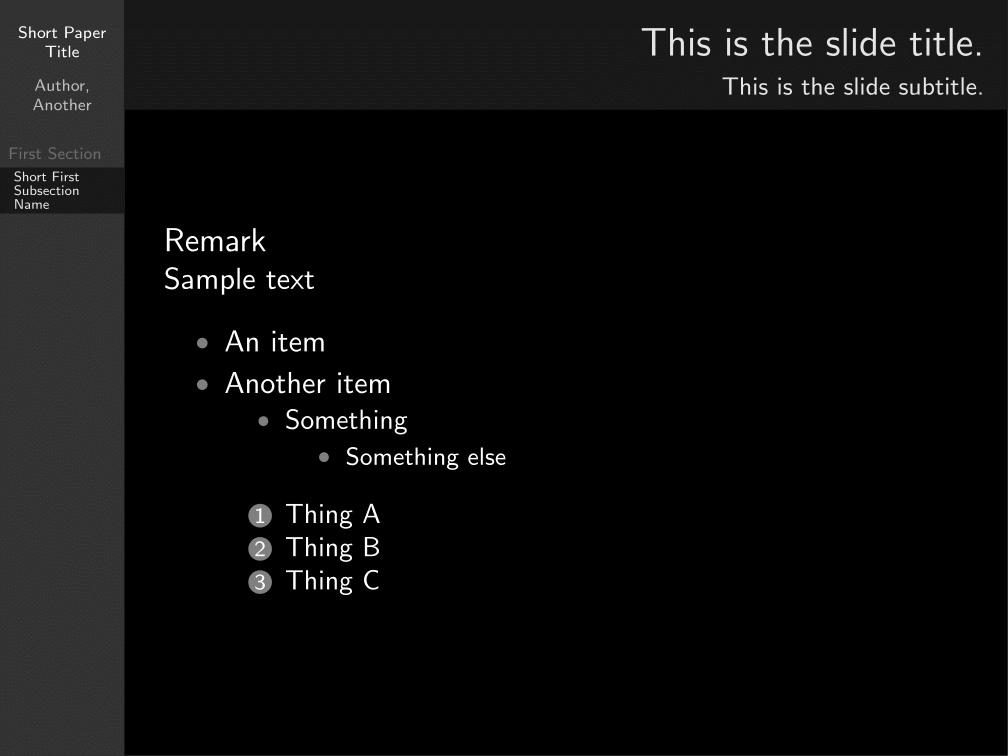 Short Paper
Title
Author,
Another
First Section
Short First
Subsection
Name
This is the slide title.
This is the slide subtitle.
Remark
Sample text
• An item
• Another item
• Something
• Something else
1 Thing A
2 Thing B
3 Thing C